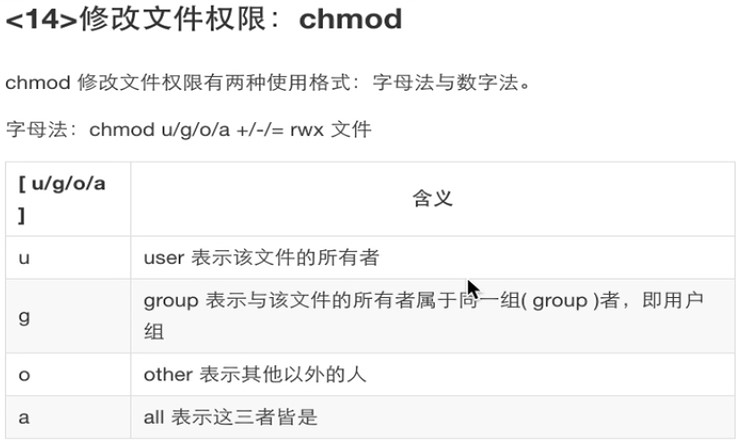 <14>修改文件权限：chmod
chmod 修改文件权限有两种使用格式：字母法与数字法。
字母法：chmod u/g/o/a +/-/= rwx 文件
[ u/g/o/a
]
含义
u
user 表示该文件的所有者
g
group 表示与该文件的所有者属于同一组( group )者，即用户
组
o
other 表示其他以外的人
a
all 表示这三者皆是